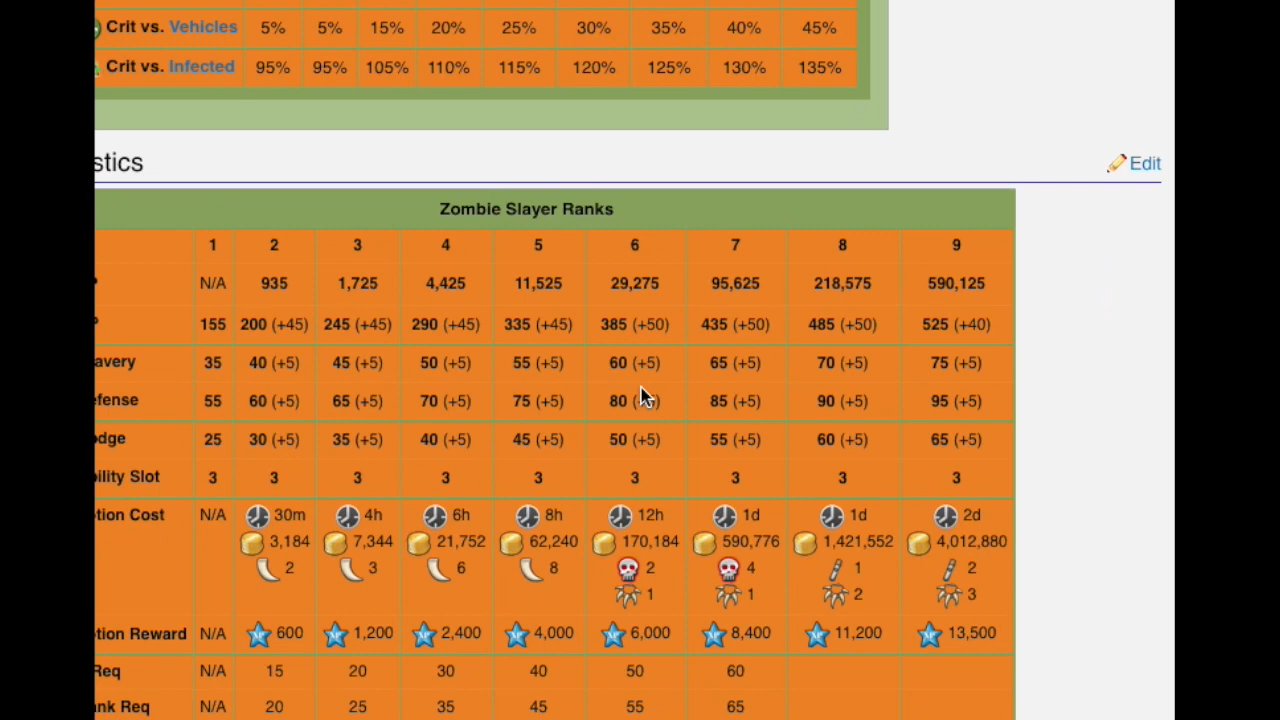 Crit vs. Vehicles 5% 5% 15% 20% 25% 30% 35% 40% 45%
Crit vs. Infected 95% 95% 105% 110% 115% 120% 125% 130% 135%
stics Edit
Zombie Slayer Ranks
1 2 3 4 5 6 7 8 9
N/A 935 1,725 4,425 11,525 29,275 95,625 218,575 590,125
155 200 (+45) 245 (+45) 290 (+45) 335 (+45) 385 (+50) 435 (+50) 485 (+50) 525 (+40)
avery 35 40 (+5) 45 (+5) 50 (+5) 55 (+5) 60 (+5) 65 (+5) 70 (+5) 75 (+5)
efense 55 60 (+5) 65 (+5) 70 (+5) 75 (+5) 80 85 (+5) 90 (+5) 95 (+5)
odge 25 30 (+5) 35 (+5) 40 (+5) 45 (+5) 50 (+5) 55 (+5) 60 (+5) 65 (+5)
bility Slot 3 3 3 3 3 3 3 3 3
otion Cost N/A 30m 4h 6h 8h 12h 1d 1d 2d
3,184 7,344 21,752 62,240 170,184 590,776 1,421,552 4,012,880
2 3 6 8 2 4 1 2
1 1 2 3
otion Reward N/A 600 1,200 2,400 4,000 6,000 8,400 11,200 13,500
Req N/A 15 20 30 40 50 60
ank Req N/A 20 25 35 45 55 65